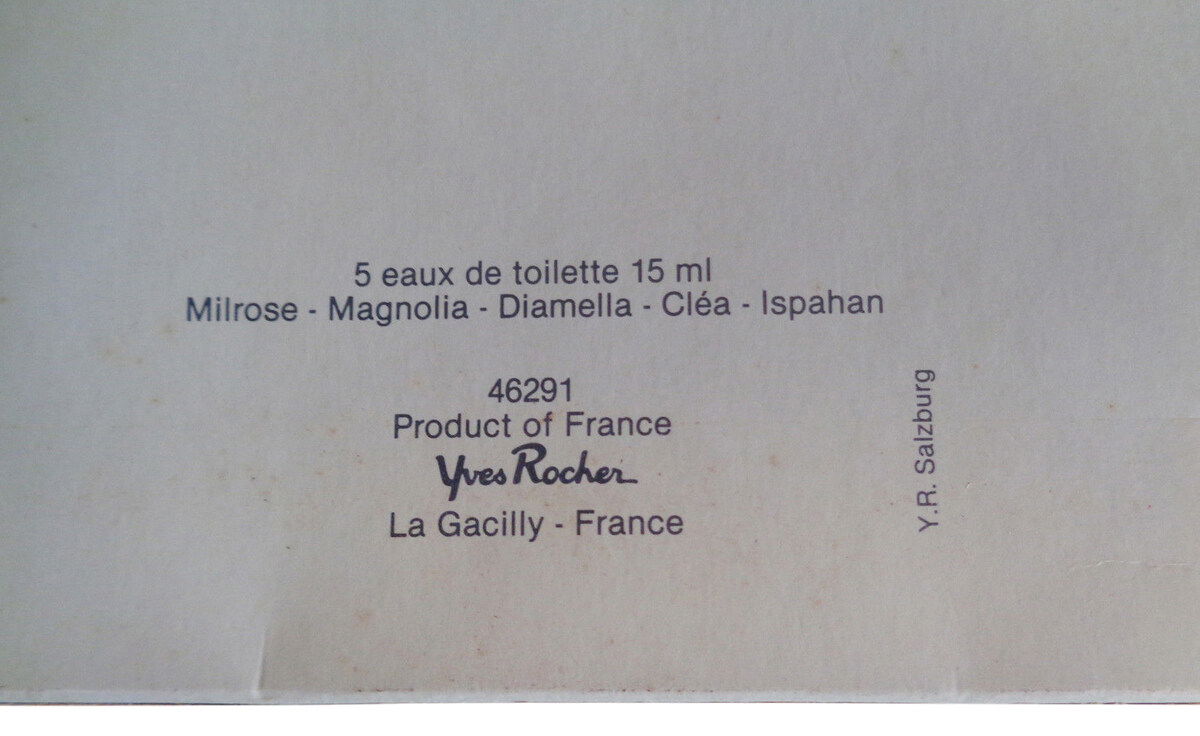 5 eaux de toilette 15 ml
Milrose - Magnolia - Diamella - Cléa - Ispahan
46291
Product of France
Yves Rocher
La Gacilly - France
Y.R. Salzburg